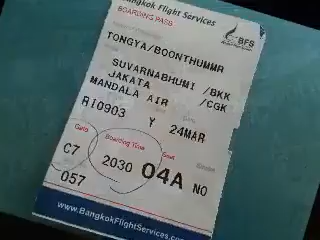 Bangkok Flight Services
BOARDING PASS
BFS
TONGYA/BOONTHUMMA
SUVARNABHUMI /BKK
JAKATA /CGK
MANDALA AIR
RI0903 Y 24MAR
Gate Boarding Time Seat
C7 2030 04A NO
057
www.BangkokFlightServices.com